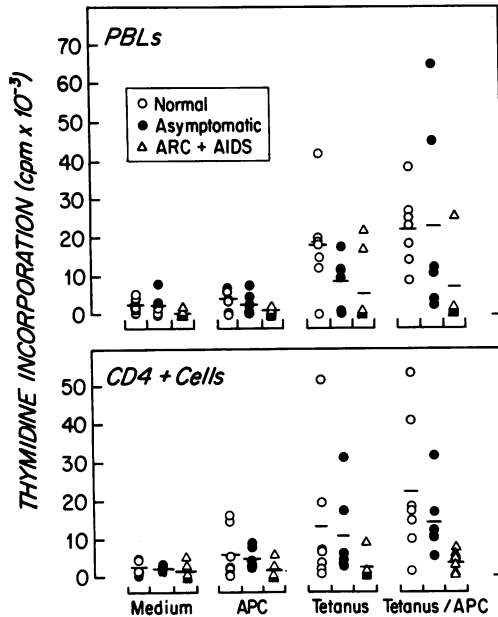 THYMIDINE INCORPORATION (cpm x 10⁻³)
PBLs
70
60
50
40
30
20
10
0
○ Normal
● Asymptomatic
△ ARC + AIDS
CD4 + Cells
50
40
30
20
10
0
Medium APC Tetanus Tetanus / APC